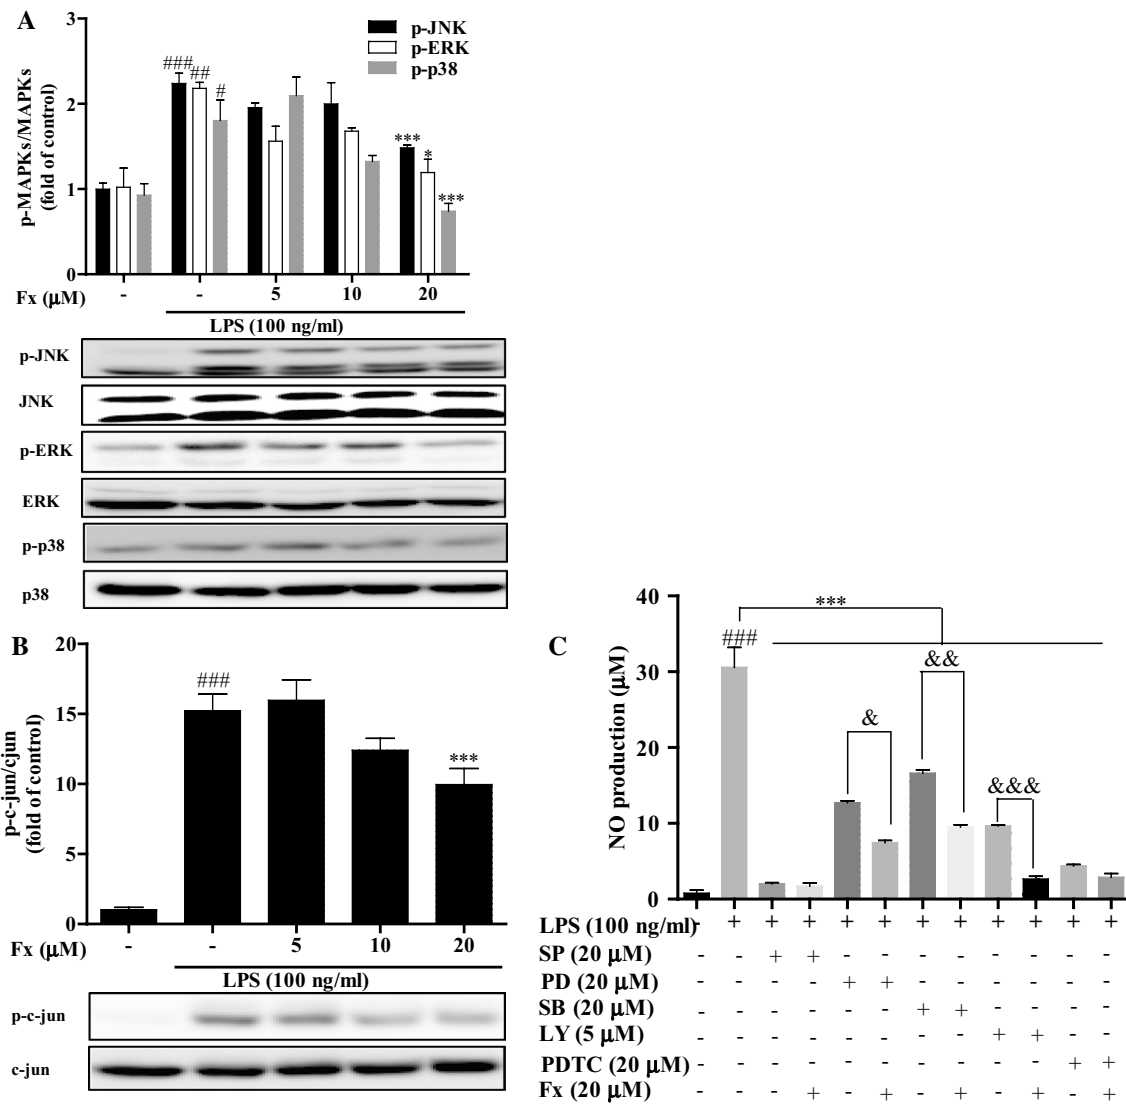 A
p-MAPKs/MAPKs
(fold of control)
3
2
1
0
p-JNK
p-ERK
p-p38
###
##
#
***
*
***
Fx (μM) - - 5 10 20
LPS (100 ng/ml)
p-JNK
JNK
p-ERK
ERK
p-p38
p38
B
p-c-jun/cjun
(fold of control)
20
15
10
5
0
###
***
Fx (μM) - - 5 10 20
LPS (100 ng/ml)
p-c-jun
c-jun
C
NO production (μM)
40
30
20
10
0
###
***
&
&&
&&&
LPS (100 ng/ml) - + + + + + + + + + + +
SP (20 μM) - - + + - - - - - - - -
PD (20 μM) - - - - + + - - - - - -
SB (20 μM) - - - - - - + + - - - -
LY (5 μM) - - - - - - - - + + - -
PDTC (20 μM) - - - - - - - - - - + +
Fx (20 μM) - - - + - + - + - + - +